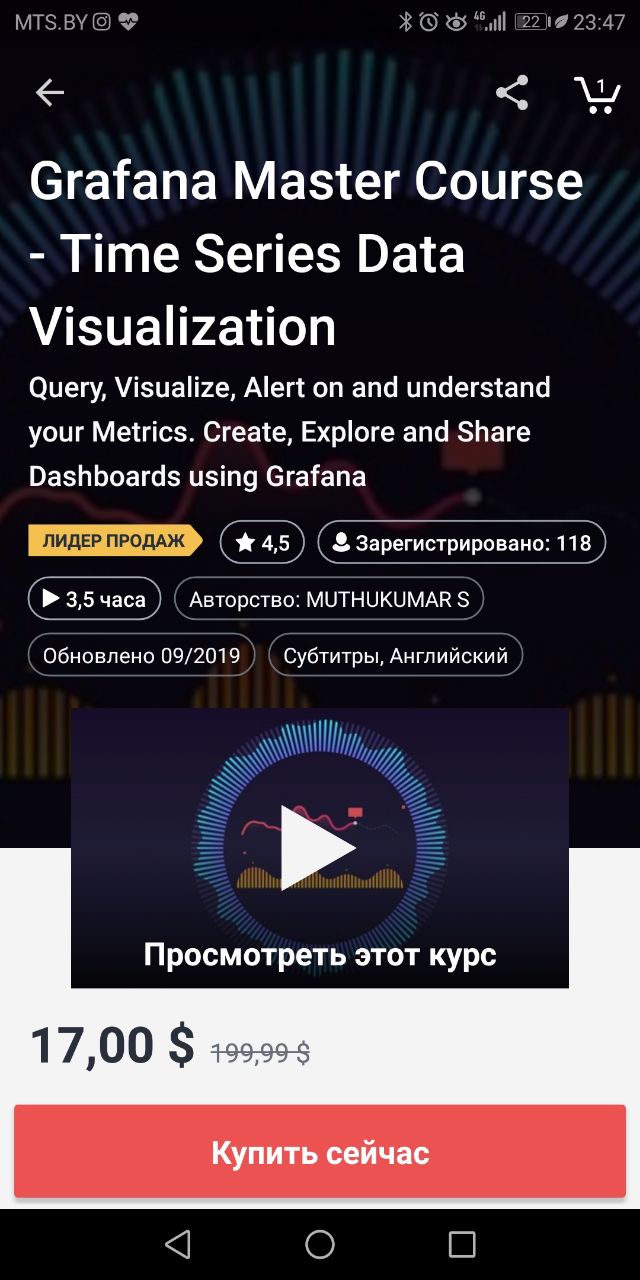 MTS.BY 4G 22 23:47
1
Grafana Master Course
- Time Series Data
Visualization
Query, Visualize, Alert on and understand
your Metrics. Create, Explore and Share
Dashboards using Grafana
ЛИДЕР ПРОДАЖ 4,5 Зарегистрировано: 118
3,5 часа Авторство: MUTHUKUMAR S
Обновлено 09/2019 Субтитры, Английский
Просмотреть этот курс
17,00 $ 199,99 $
Купить сейчас